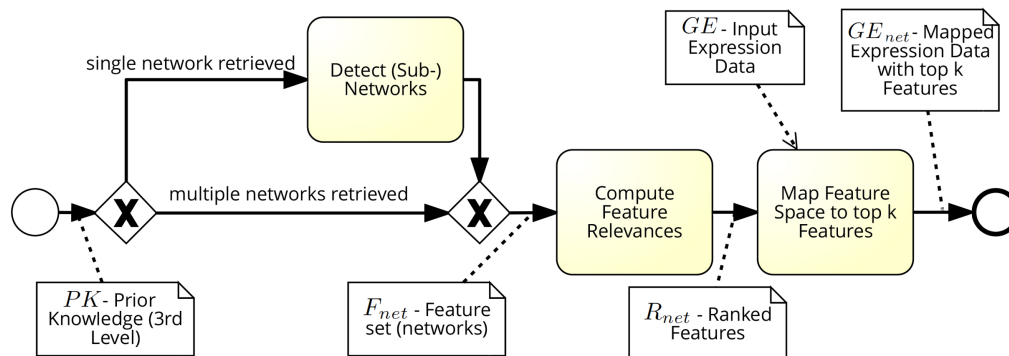 single network retrieved
Detect (Sub-)
Networks
GE - Input
Expression
Data
GE_net - Mapped
Expression Data
with top k
Features
multiple networks retrieved
X
X
Compute
Feature
Relevances
Map Feature
Space to top k
Features
PK - Prior
Knowledge (3rd
Level)
F_net - Feature
set (networks)
R_net - Ranked
Features